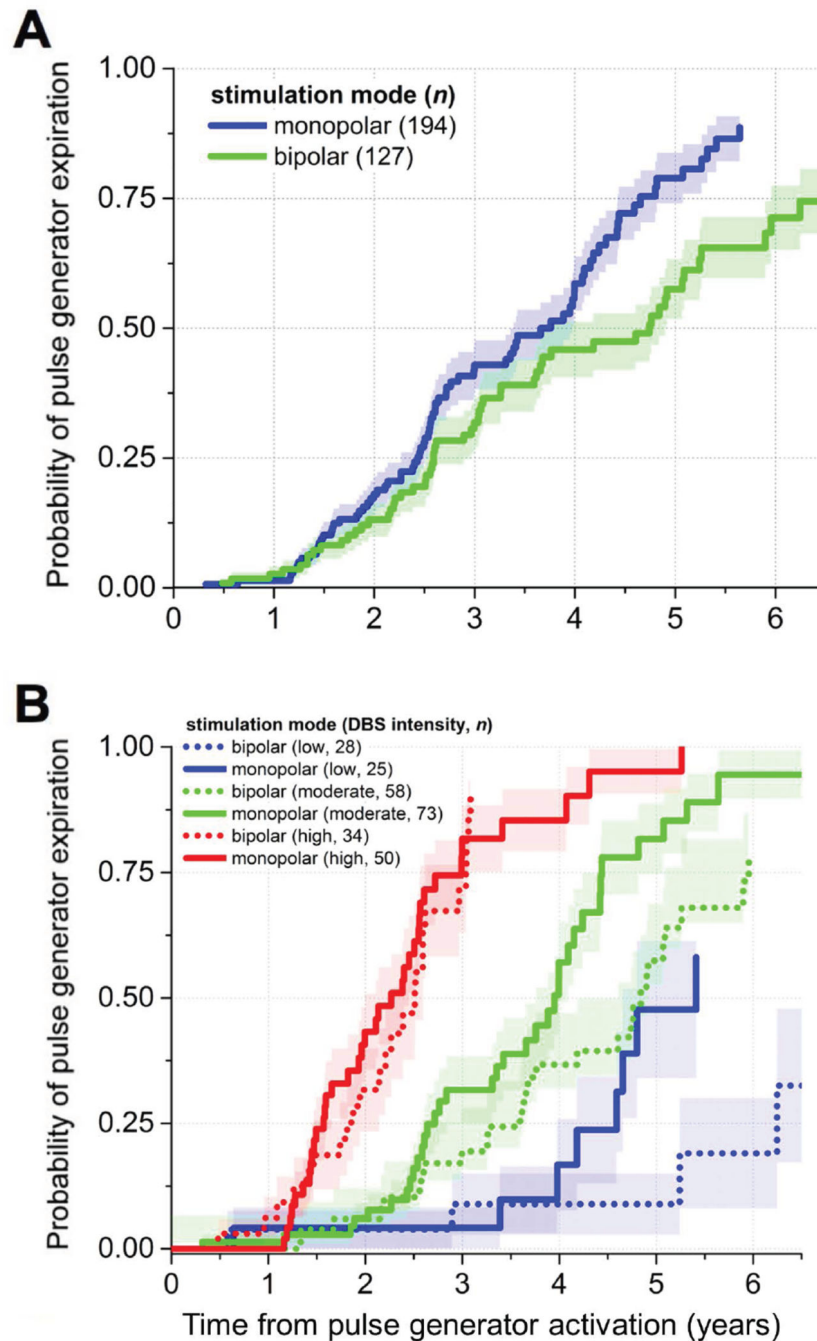 A
Probability of pulse generator expiration
1.00
0.75
0.50
0.25
0.00
stimulation mode (n)
monopolar (194)
bipolar (127)
0 1 2 3 4 5 6
B
Probability of pulse generator expiration
1.00
0.75
0.50
0.25
0.00
stimulation mode (DBS intensity, n)
bipolar (low, 28)
monopolar (low, 25)
bipolar (moderate, 58)
monopolar (moderate, 73)
bipolar (high, 34)
monopolar (high, 50)
0 1 2 3 4 5 6
Time from pulse generator activation (years)